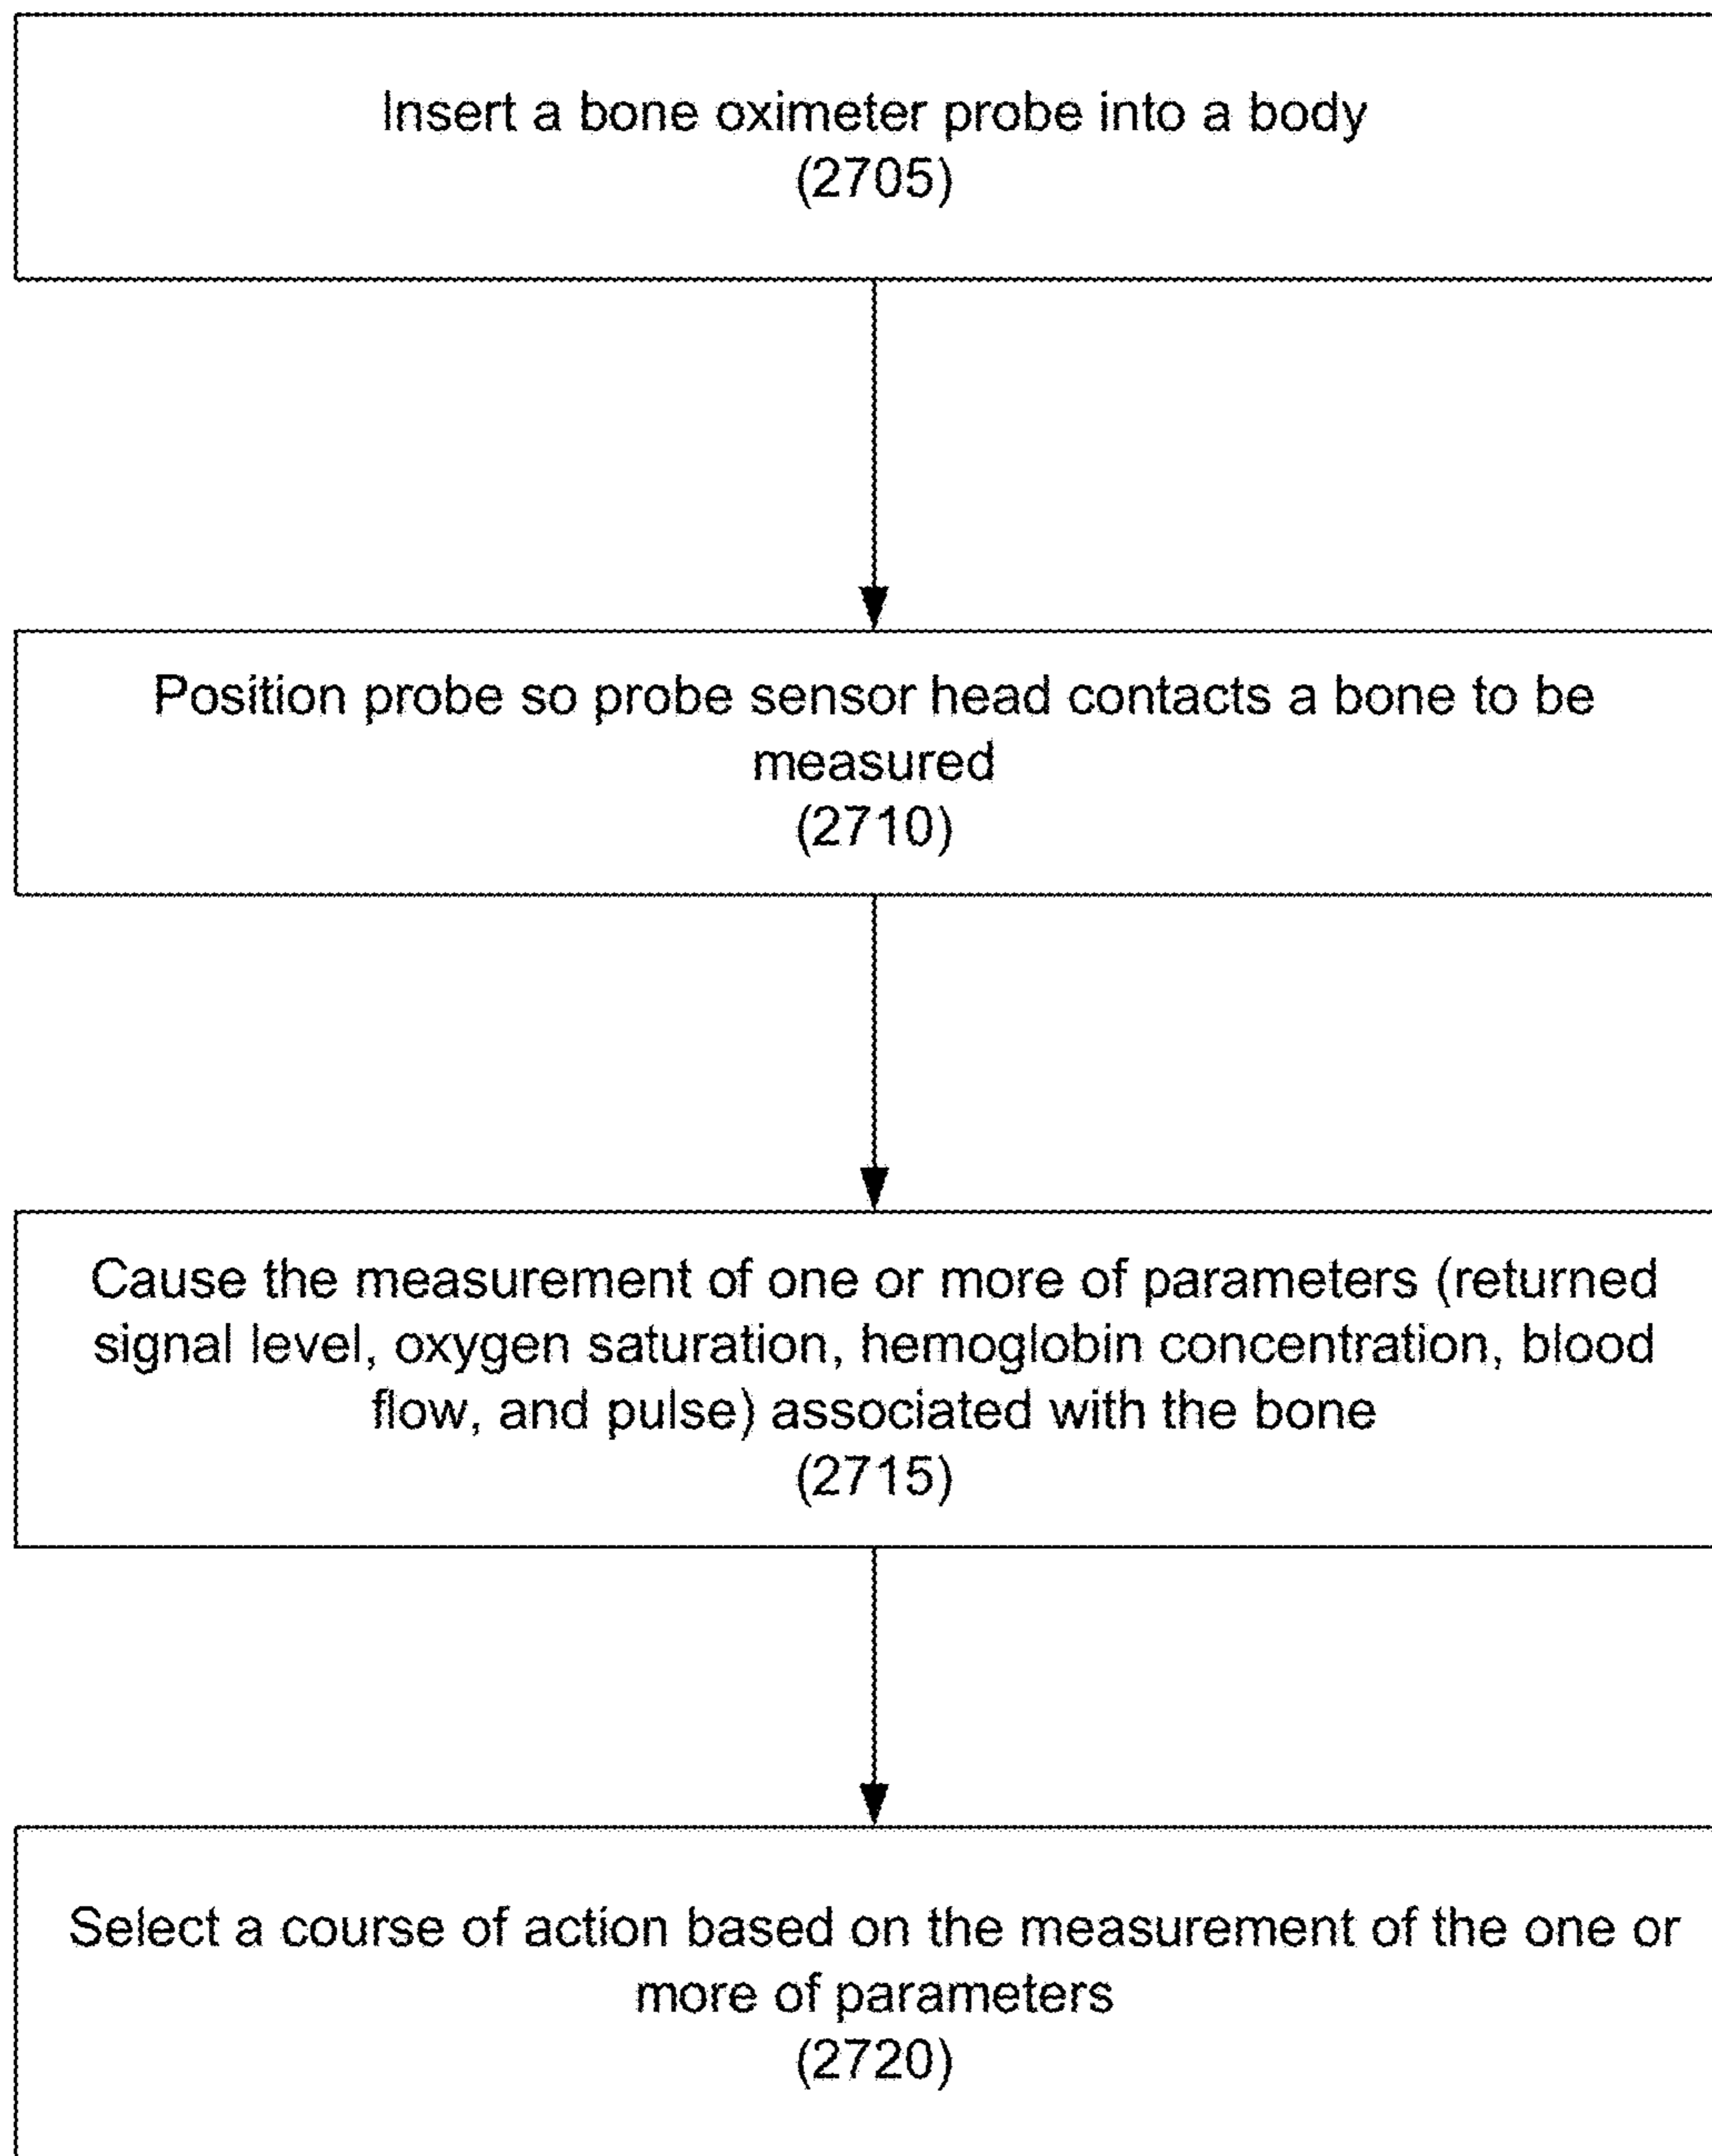 Insert a bone oximeter probe into a body
(2705)
Position probe so probe sensor head contacts a bone to be
measured
(2710)
Cause the measurement of one or more of parameters (returned
signal level, oxygen saturation, hemoglobin concentration, blood
flow, and pulse) associated with the bone
(2715)
Select a course of action based on the measurement of the one or
more of parameters
(2720)